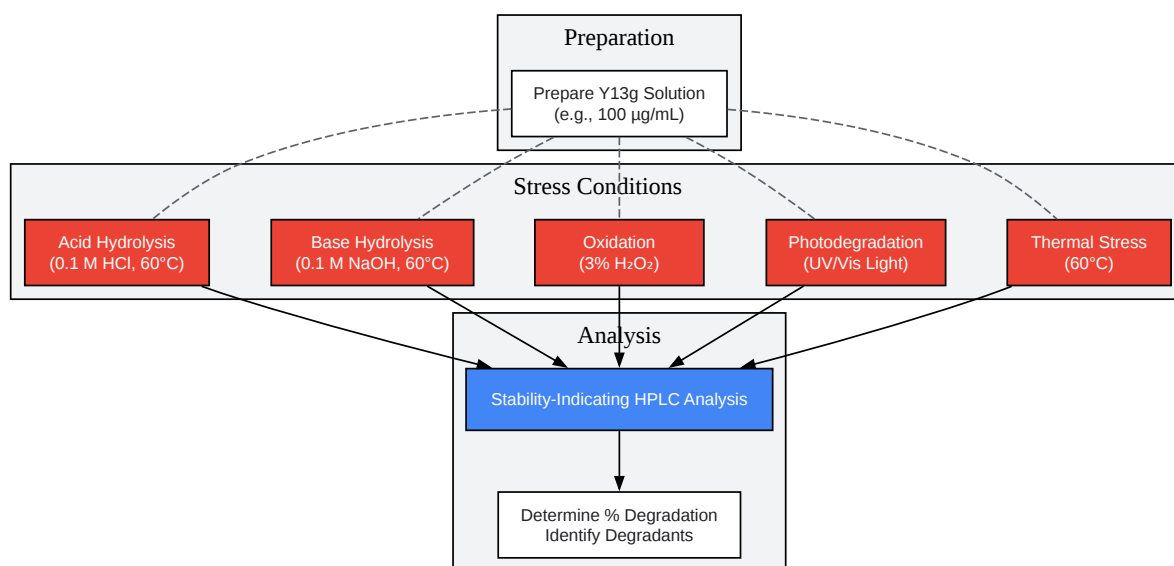 Preparation
Prepare Y13g Solution
(e.g., 100 µg/mL)
Stress Conditions
Acid Hydrolysis
(0.1 M HCl, 60°C)
Base Hydrolysis
(0.1 M NaOH, 60°C)
Oxidation
(3% H₂O₂)
Photodegradation
(UV/Vis Light)
Thermal Stress
(60°C)
Analysis
Stability-Indicating HPLC Analysis
Determine % Degradation
Identify Degradants